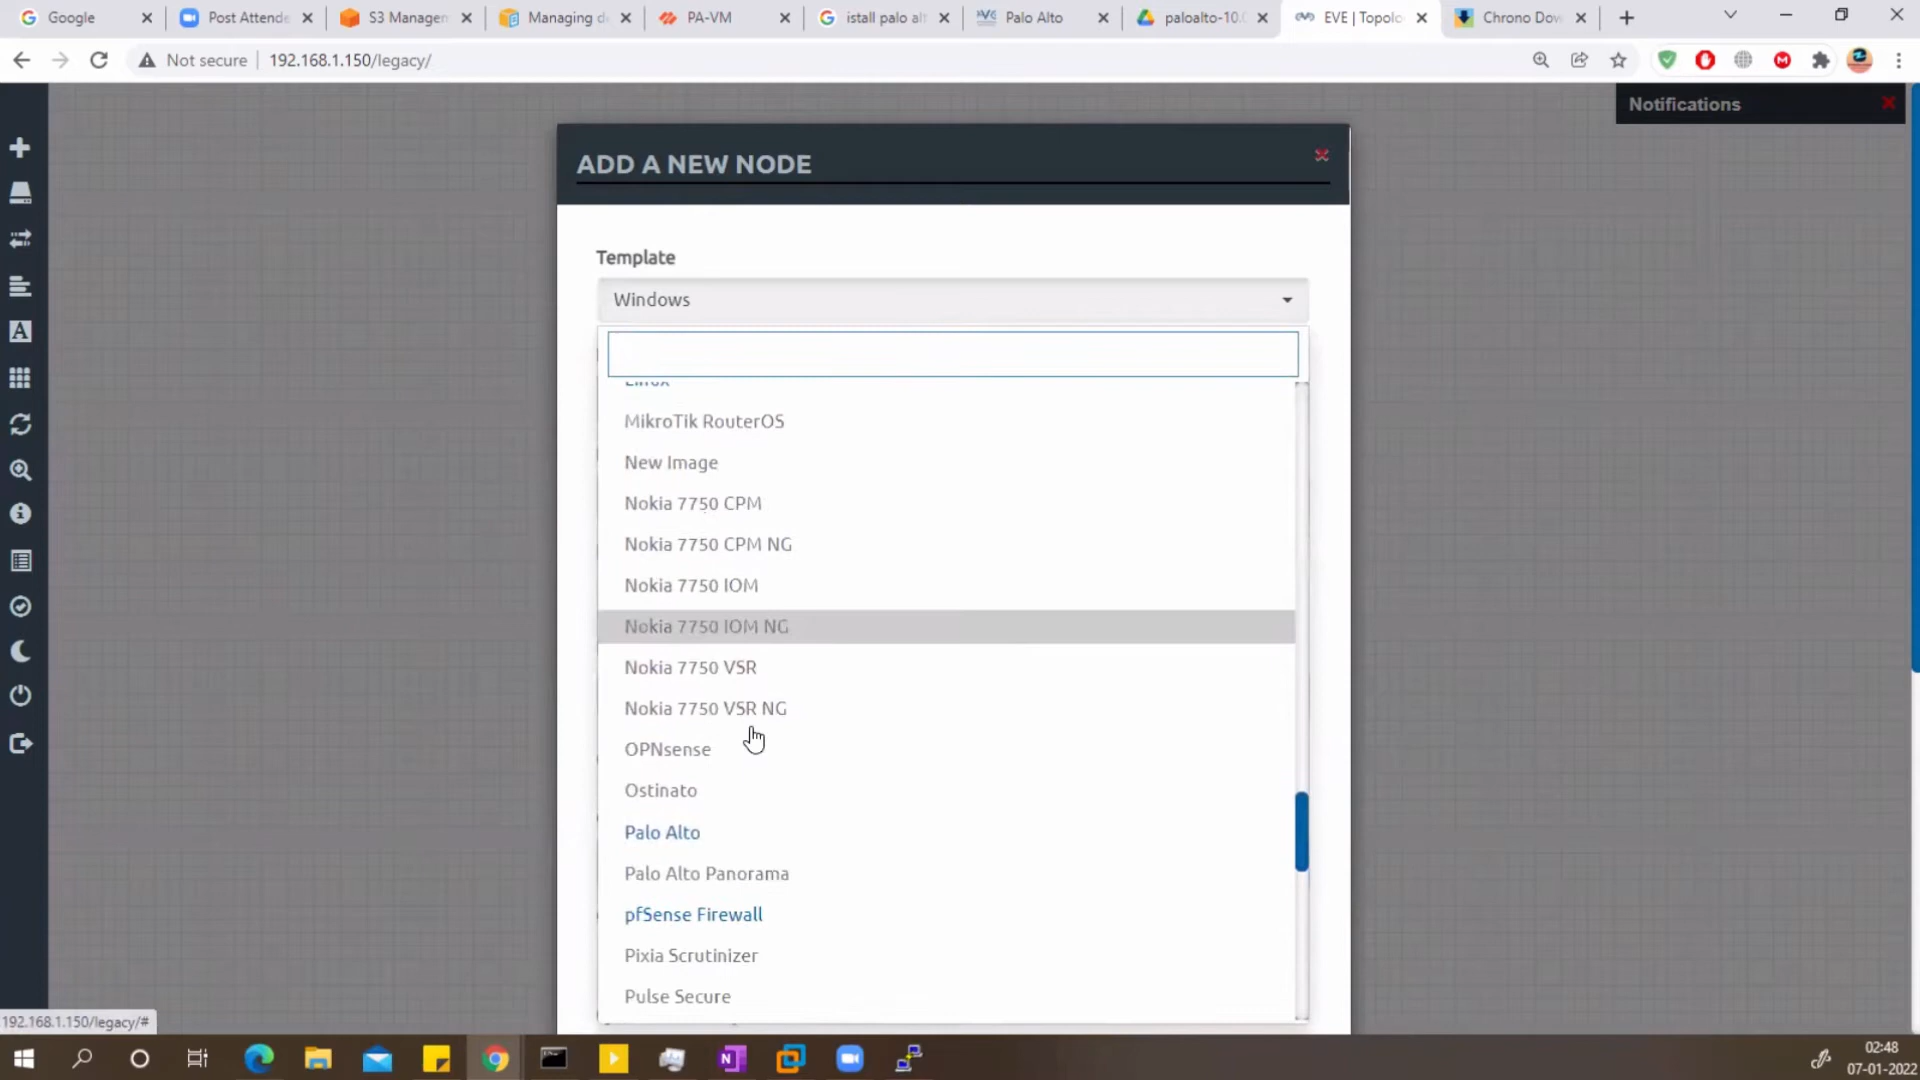 Google
Post Attende
S3 Managem
Managing d
PA-VM
istall palo alt
Palo Alto
paloalto-10.
EVE | Topolo
Chrono Dow
Not secure
192.168.1.150/legacy/
Notifications
ADD A NEW NODE
Template
Windows
Linux
MikroTik RouterOS
New Image
Nokia 7750 CPM
Nokia 7750 CPM NG
Nokia 7750 IOM
Nokia 7750 IOM NG
Nokia 7750 VSR
Nokia 7750 VSR NG
OPNsense
Ostinato
Palo Alto
Palo Alto Panorama
pfSense Firewall
Pixia Scrutinizer
Pulse Secure
192.168.1.150/legacy/#
02:48
07-01-2022